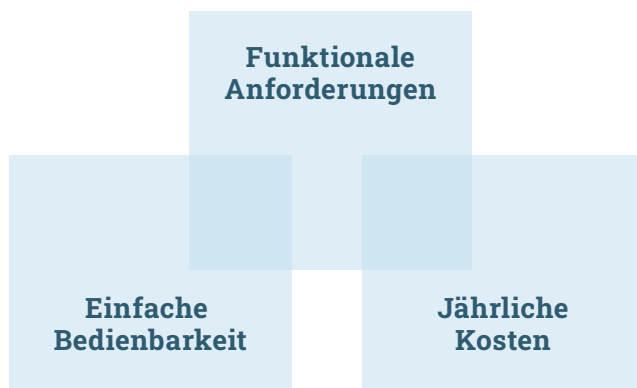 Funktionale
Anforderungen
Einfache
Bedienbarkeit
Jährliche
Kosten